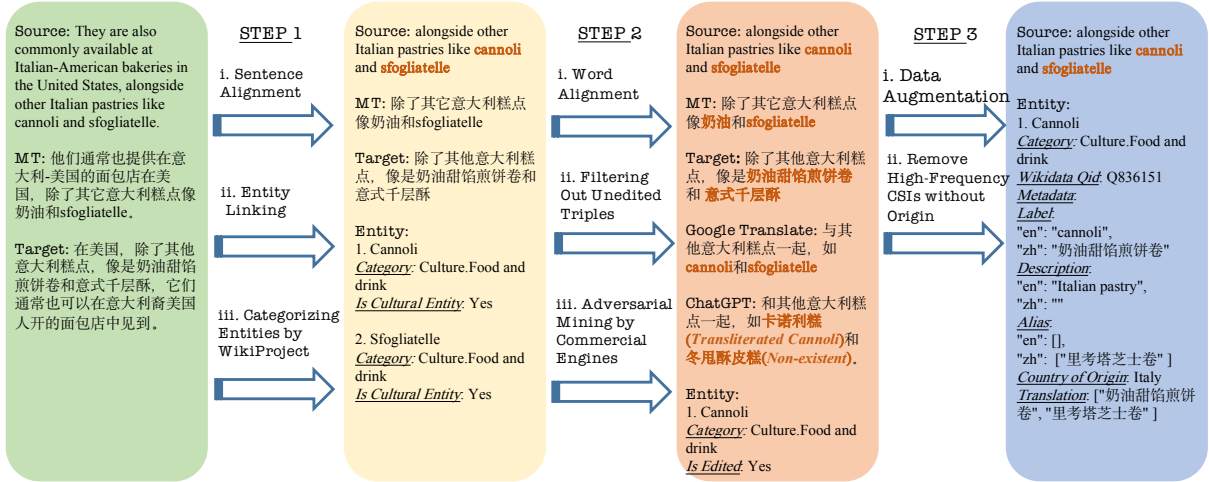 Source: They are also
commonly available at
Italian-American bakeries in
the United States, alongside
other Italian pastries like
cannoli and sfogliatelle.
MT: 他们通常也提供在意
大利-美国的面包店在美
国，除了其它意大利糕点像
奶油和sfogliatelle。
Target: 在美国，除了其他
意大利糕点，像是奶油甜馅
煎饼卷和意式千层酥，它们
通常也可以在意大利裔美国
人开的面包店中见到。
STEP 1
i. Sentence
Alignment
ii. Entity
Linking
iii. Categorizing
Entities by
WikiProject
Source: alongside other
Italian pastries like cannoli
and sfogliatelle
MT: 除了其它意大利糕点
像奶油和sfogliatelle
Target: 除了其他意大利糕
点，像是奶油甜馅煎饼卷和
意式千层酥
Entity:
1. Cannoli
Category: Culture.Food and
drink
Is Cultural Entity: Yes
2. Sfogliatelle
Category: Culture.Food and
drink
Is Cultural Entity: Yes
STEP 2
i. Word
Alignment
ii. Filtering
Out Unedited
Triples
iii. Adversarial
Mining by
Commercial
Engines
Source: alongside other
Italian pastries like cannoli
and sfogliatelle
MT: 除了其它意大利糕点
像奶油和sfogliatelle
Target: 除了其他意大利糕
点，像是奶油甜馅煎饼卷
和 意式千层酥
Google Translate: 与其
他意大利糕点一起，如
cannoli和sfogliatelle
ChatGPT: 和其他意大利糕
点一起，如卡诺利糕
(Transliterated Cannoli)和
冬甩酥皮糕(Non-existent)。
Entity:
1. Cannoli
Category: Culture.Food and
drink
Is Edited: Yes
STEP 3
i. Data
Augmentation
ii. Remove
High-Frequency
CSIs without
Origin
Source: alongside other
Italian pastries like cannoli
and sfogliatelle
Entity:
1. Cannoli
Category: Culture.Food and
drink
Wikidata Qid: Q836151
Metadata:
Label:
"en": "cannoli",
"zh": "奶油甜馅煎饼卷"
Description:
"en": "Italian pastry",
"zh": ""
Alias:
"en": [],
"zh": ["里考塔芝士卷" ]
Country of Origin: Italy
Translation: ["奶油甜馅煎饼
卷", "里考塔芝士卷" ]